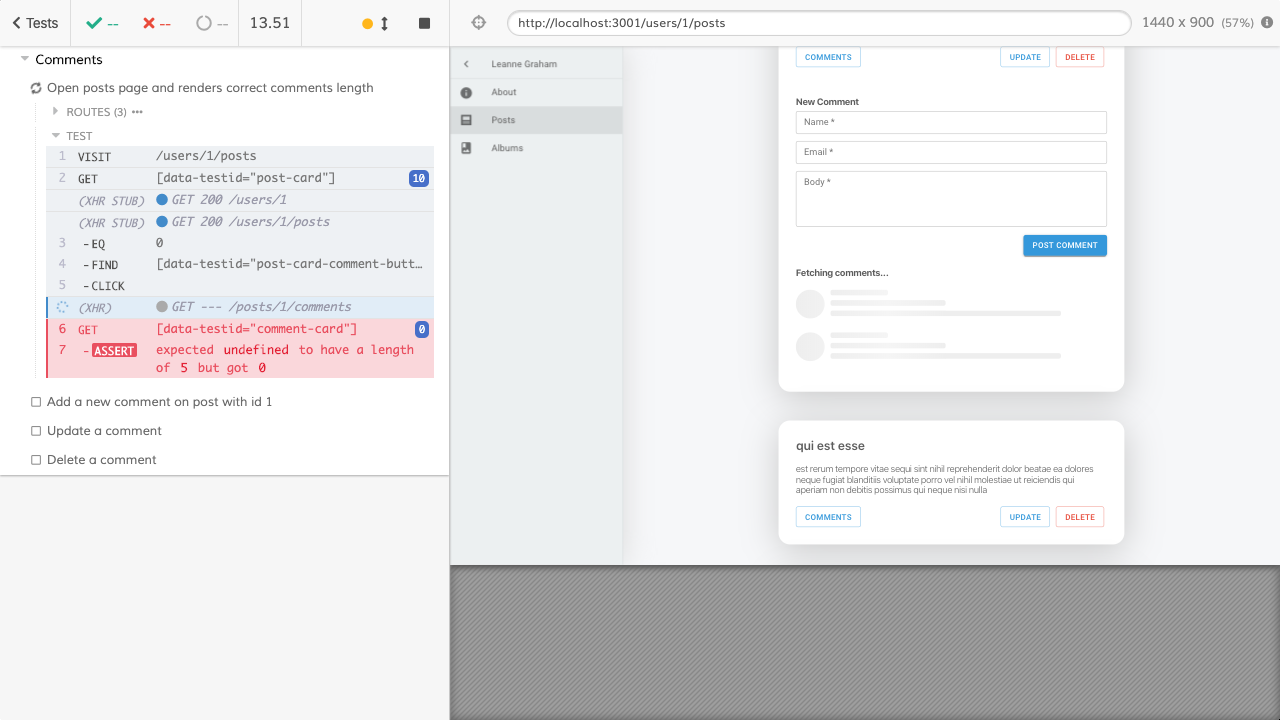 Tests
--
--
--
13.51
http://localhost:3001/users/1/posts
1440 x 900 (57%)
Comments
Open posts page and renders correct comments length
ROUTES (3)
TEST
1 VISIT /users/1/posts
2 GET [data-testid="post-card"] 10
(XHR STUB) GET 200 /users/1
(XHR STUB) GET 200 /users/1/posts
3 -EQ 0
4 -FIND [data-testid="post-card-comment-butt…
5 -CLICK
(XHR) GET --- /posts/1/comments
6 GET [data-testid="comment-card"] 0
7 -ASSERT expected undefined to have a length
of 5 but got 0
Add a new comment on post with id 1
Update a comment
Delete a comment
Leanne Graham
About
Posts
Albums
COMMENTS UPDATE DELETE
New Comment
Name *
Email *
Body *
POST COMMENT
Fetching comments...
qui est esse
est rerum tempore vitae sequi sint nihil reprehenderit dolor beatae ea dolores
neque fugiat blanditiis voluptate porro vel nihil molestiae ut reiciendis qui
aperiam non debitis possimus qui neque nisi nulla
COMMENTS UPDATE DELETE